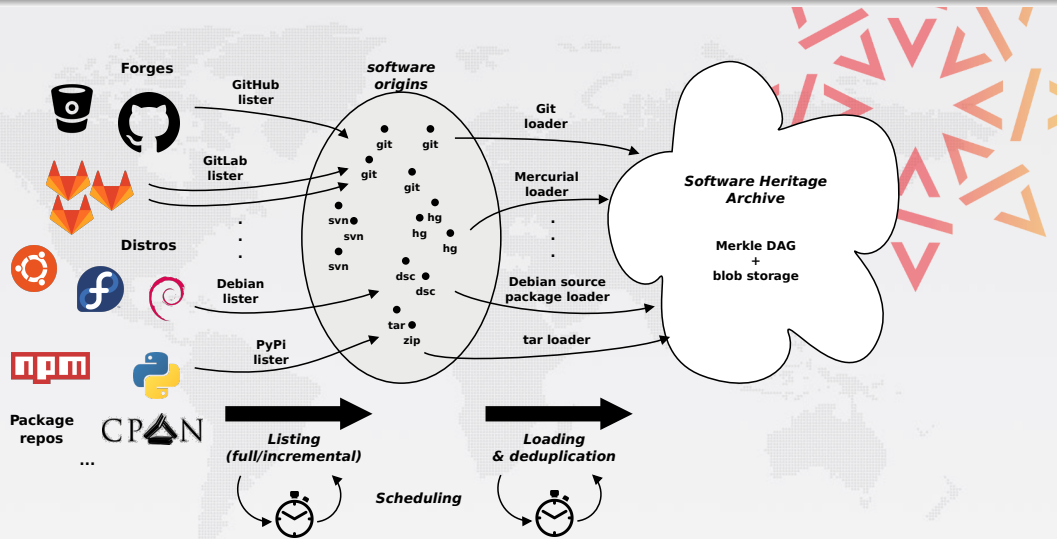 Forges
GitHub
lister
GitLab
lister
.
.
.
Distros
Debian
lister
PyPi
lister
npm
Package
repos
CPAN
...
software
origins
git
git
git
git
svn
svn
svn
hg
hg
hg
dsc
dsc
tar
zip
Git
loader
Mercurial
loader
.
.
.
Debian source
package loader
tar loader
Software Heritage
Archive
Merkle DAG
+
blob storage
Listing
(full/incremental)
Loading
& deduplication
Scheduling